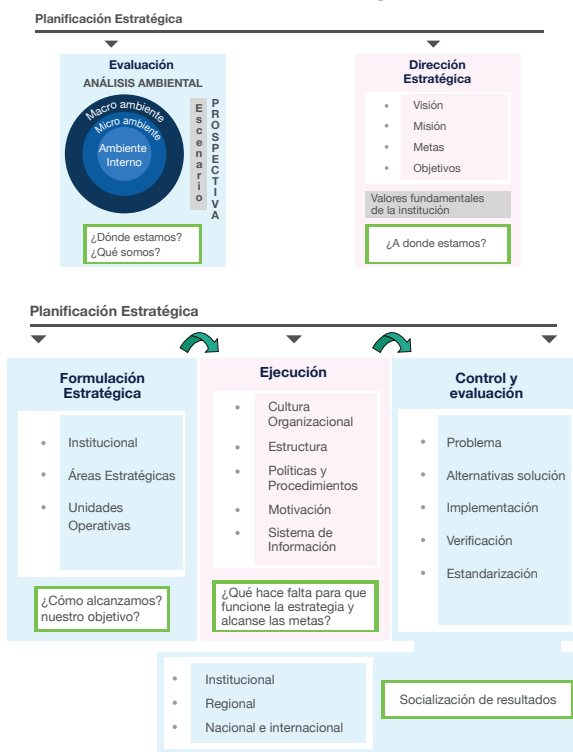 Planificación Estratégica
Evaluación
ANÁLISIS AMBIENTAL
Macro ambiente
Micro ambiente
Ambiente
Interno
Escenario
PROSPECTIVA
¿Dónde estamos?
¿Qué somos?
Dirección
Estratégica
• Visión
• Misión
• Metas
• Objetivos
Valores fundamentales
de la institución
¿A donde estamos?
Planificación Estratégica
Formulación
Estratégica
• Institucional
• Áreas Estratégicas
• Unidades
Operativas
¿Cómo alcanzamos?
nuestro objetivo?
Ejecución
• Cultura
Organizacional
• Estructura
• Políticas y
Procedimientos
• Motivación
• Sistema de
Información
¿Qué hace falta para que
funcione la estrategia y
alcanse las metas?
Control y
evaluación
• Problema
• Alternativas solución
• Implementación
• Verificación
• Estandarización
• Institucional
• Regional
• Nacional e internacional
Socialización de resultados